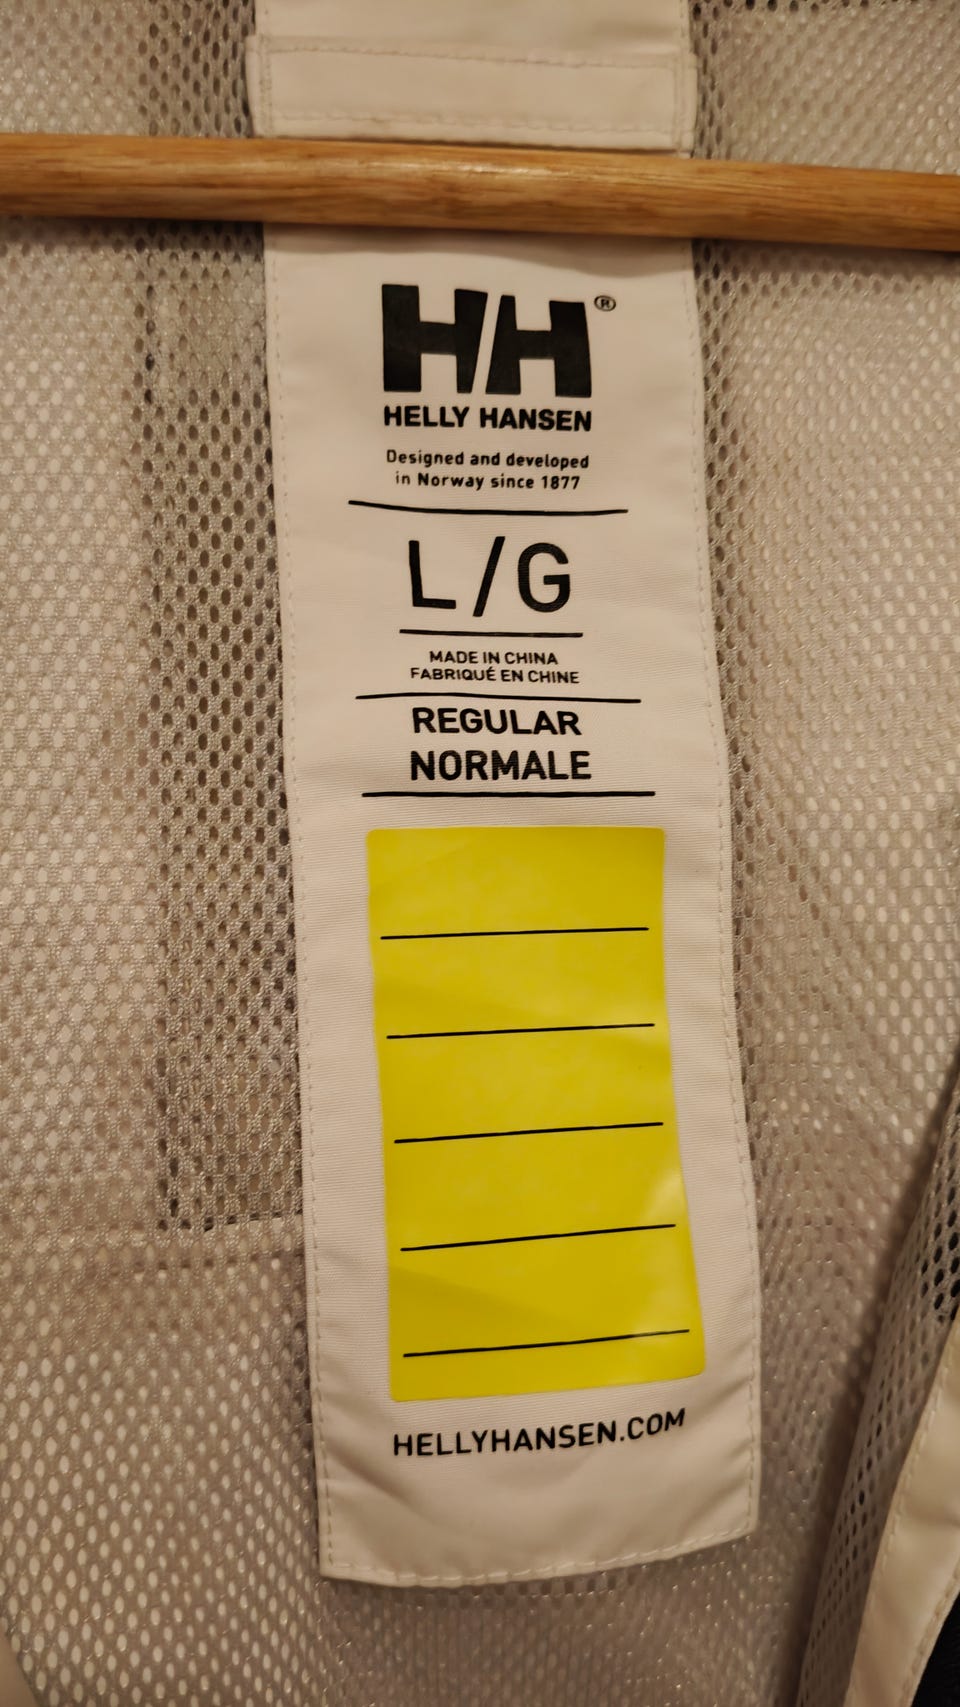 HH®
HELLY HANSEN
Designed and developed
in Norway since 1877
L/G
MADE IN CHINA
FABRIQUÉ EN CHINE
REGULAR
NORMALE
HELLYHANSEN.COM